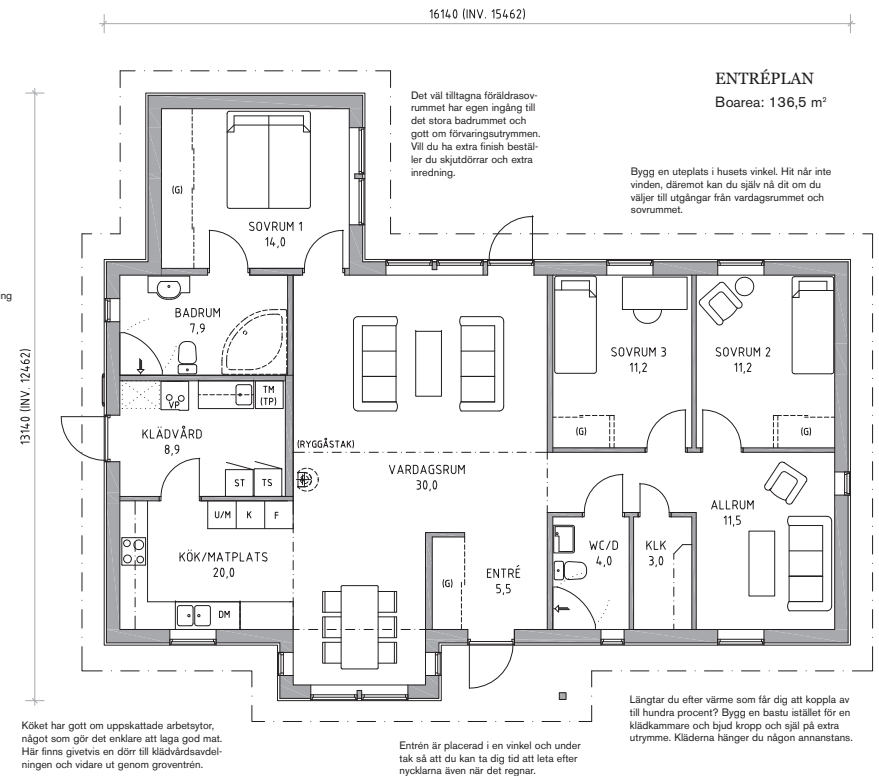 16140 (INV. 15462)
ENTRÉPLAN
Boarea: 136,5 m²
Det väl tilltagna föräldrasov-
rummet har egen ingång till
det stora badrummet och
gott om förvaringsutrymmen.
Vill du ha extra finish bestäl-
ler du skjutdörrar och extra
inredning.
Bygg en uteplats i husets vinkel. Hit når inte
vinden, däremot kan du själv nå dit om du
väljer till utgångar från vardagsrummet och
sovrummet.
(G)
SOVRUM 1
14,0
ng
13140 (INV. 12462)
BADRUM
7,9
SOVRUM 3
11,2
SOVRUM 2
11,2
VP
TM
(TP)
KLÄDVÅRD
8,9
(G)
(G)
(RYGGÅSTAK)
VARDAGSRUM
30,0
ST
TS
U/M
K
F
KÖK/MATPLATS
20,0
DM
(G)
ENTRÉ
5,5
WC/D
4,0
KLK
3,0
ALLRUM
11,5
Köket har gott om uppskattade arbetsytor,
något som gör det enklare att laga god mat.
Här finns givetvis en dörr till klädvårdsavdel-
ningen och vidare ut genom groventrén.
Entrén är placerad i en vinkel och under
tak så att du kan ta dig tid att leta efter
nycklarna även när det regnar.
Längtar du efter värme som får dig att koppla av
till hundra procent? Bygg en bastu istället för en
klädkammare och bjud kropp och själ på extra
utrymme. Kläderna hänger du någon annanstans.